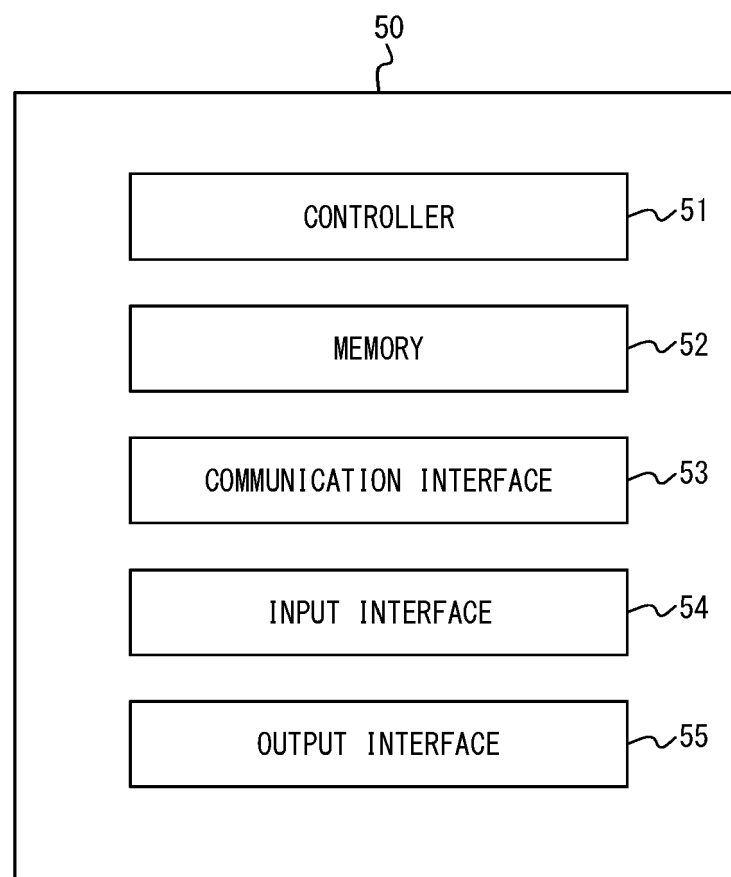 50
CONTROLLER 51
MEMORY 52
COMMUNICATION INTERFACE 53
INPUT INTERFACE 54
OUTPUT INTERFACE 55